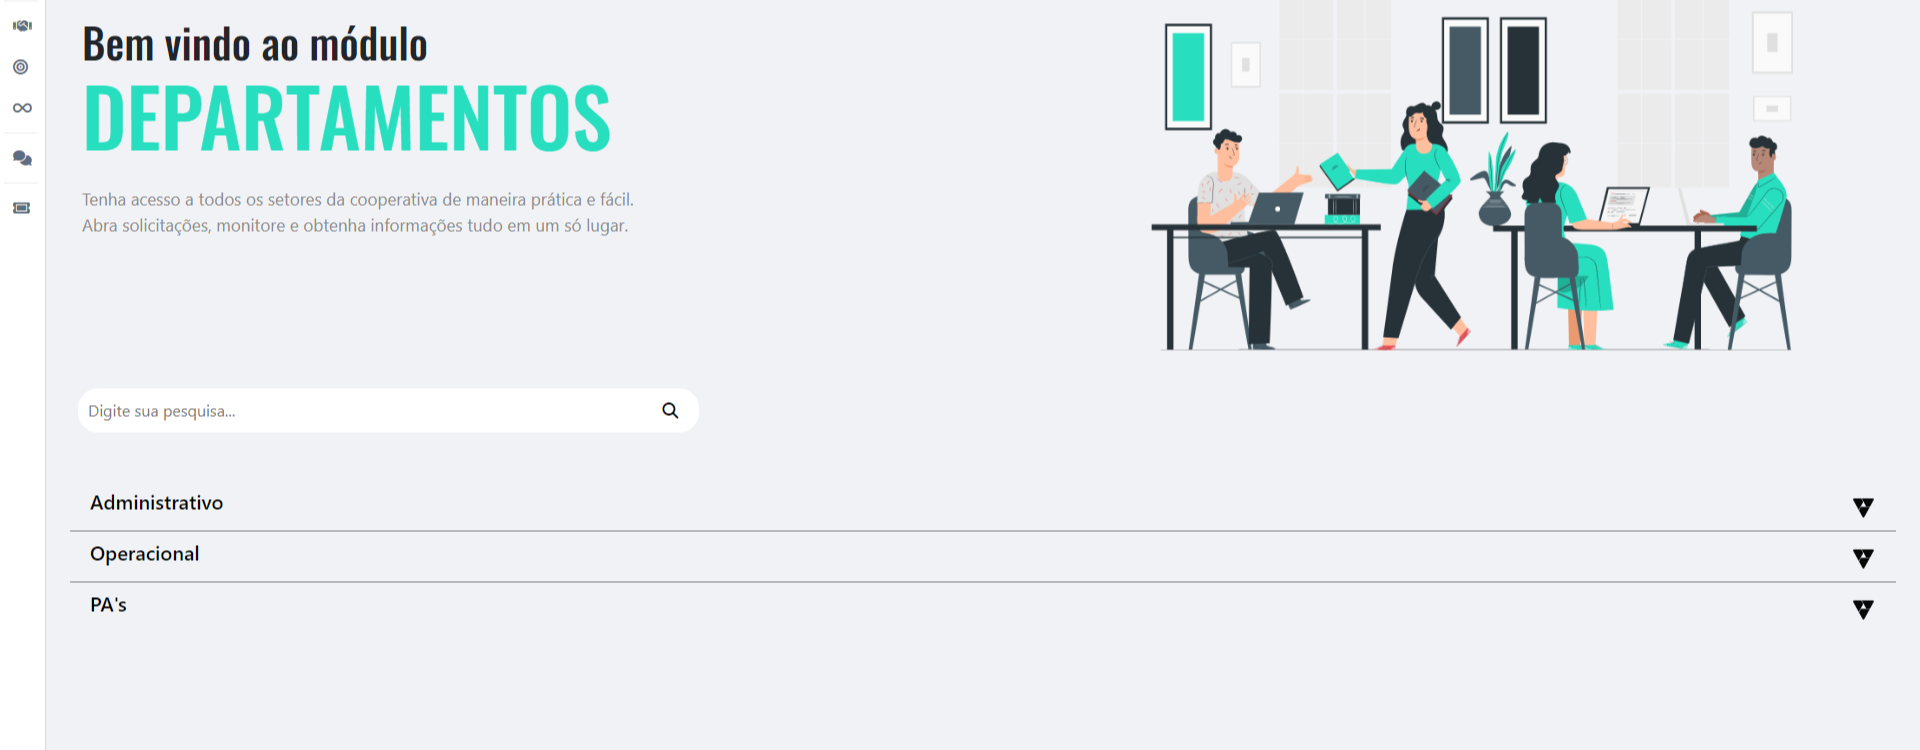 Bem vindo ao módulo
DEPARTAMENTOS
Tenha acesso a todos os setores da cooperativa de maneira prática e fácil.
Abra solicitações, monitore e obtenha informações tudo em um só lugar.
Digite sua pesquisa...
Administrativo
Operacional
PA's